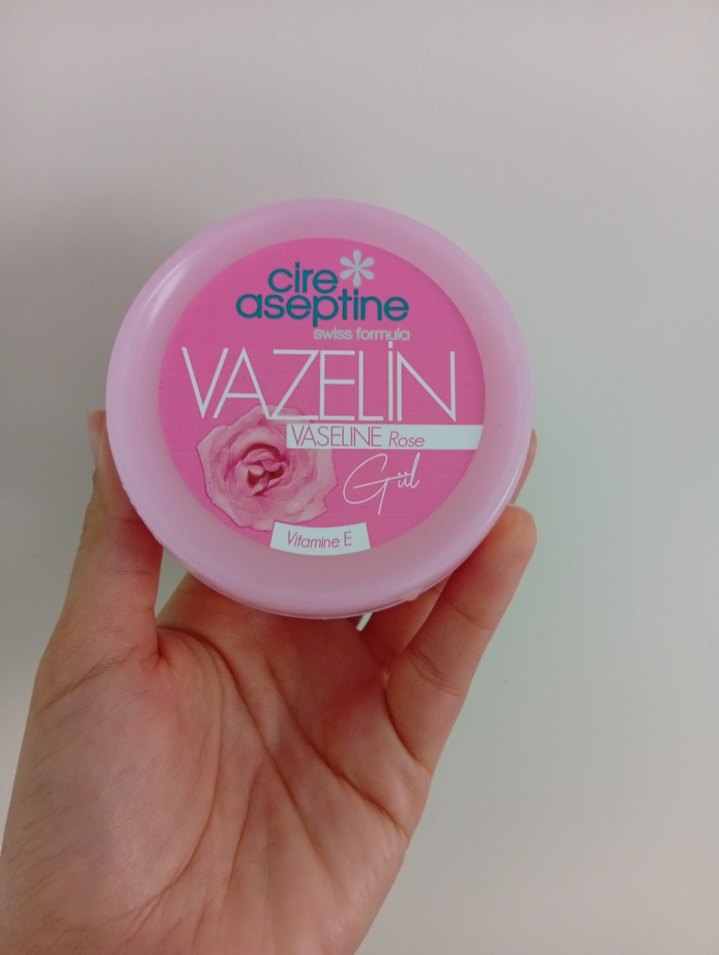 cire
aseptine
swiss formula
VAZELİN
VASELINE Rose
Gül
Vitamine E